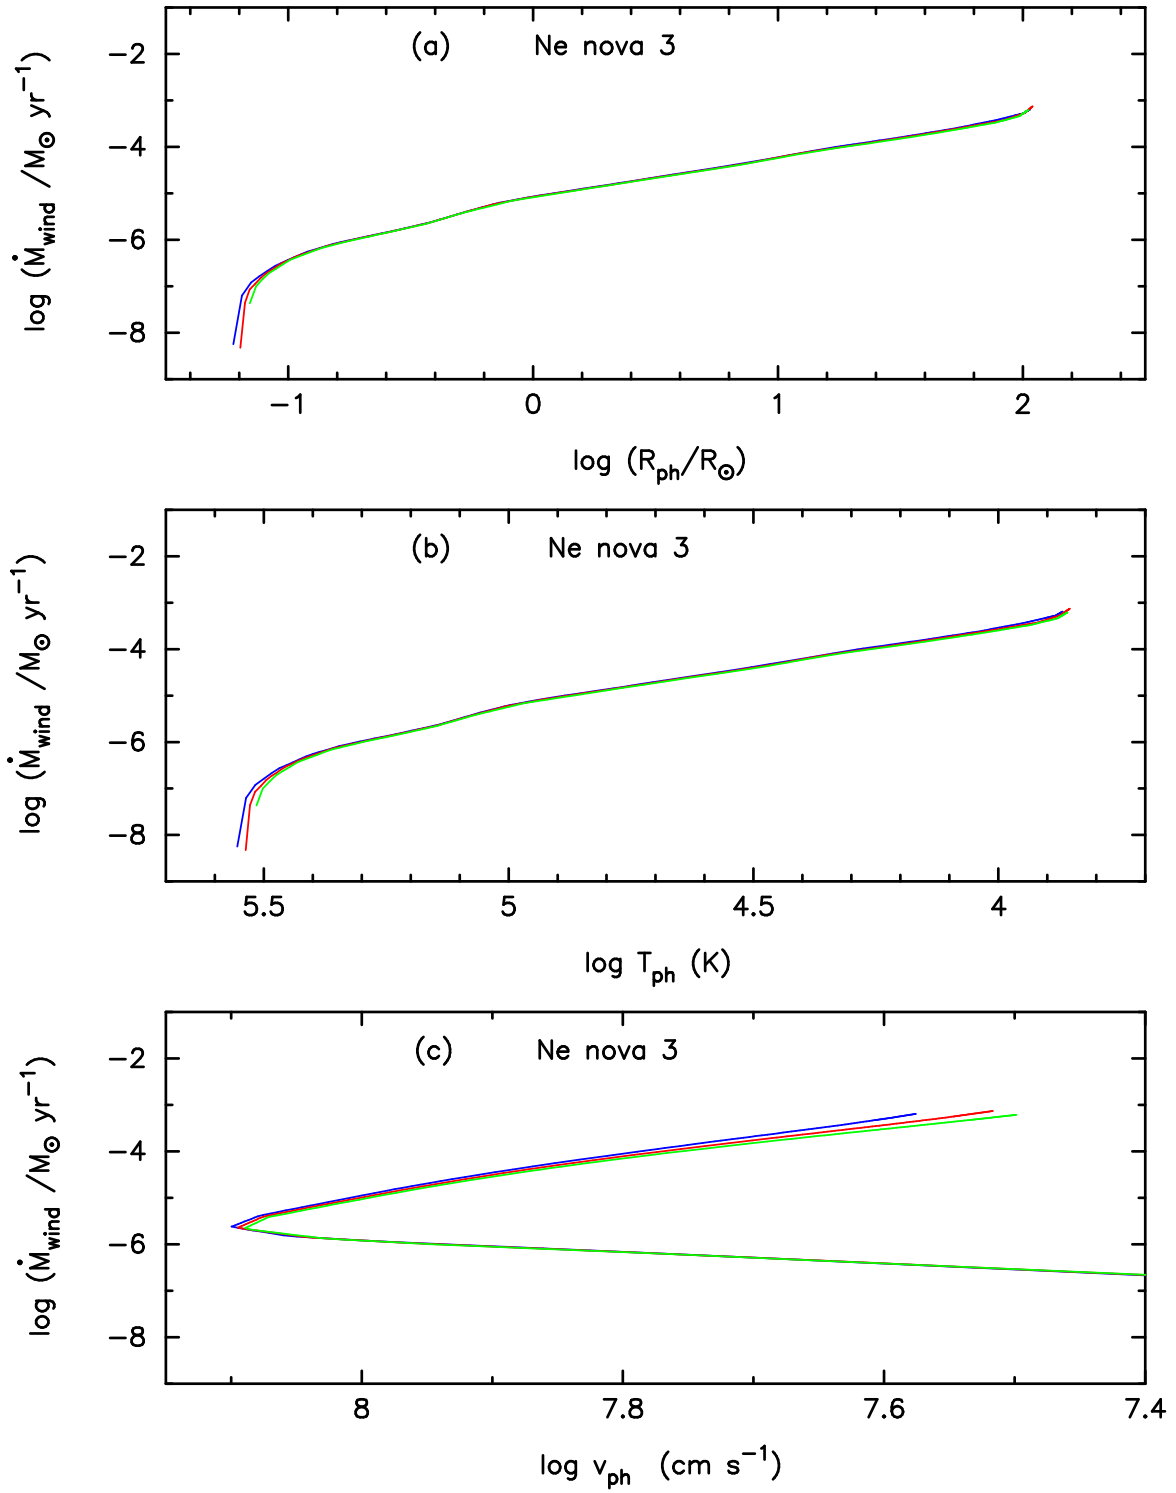 (a) Ne nova 3
−2
−4
−6
−8
log (Ṁwind /M⊙ yr−1)
−1 0 1 2
log (Rph/R⊙)
(b) Ne nova 3
−2
−4
−6
−8
log (Ṁwind /M⊙ yr−1)
5.5 5 4.5 4
log Tph (K)
(c) Ne nova 3
−2
−4
−6
−8
log (Ṁwind /M⊙ yr−1)
8 7.8 7.6 7.4
log vph (cm s−1)